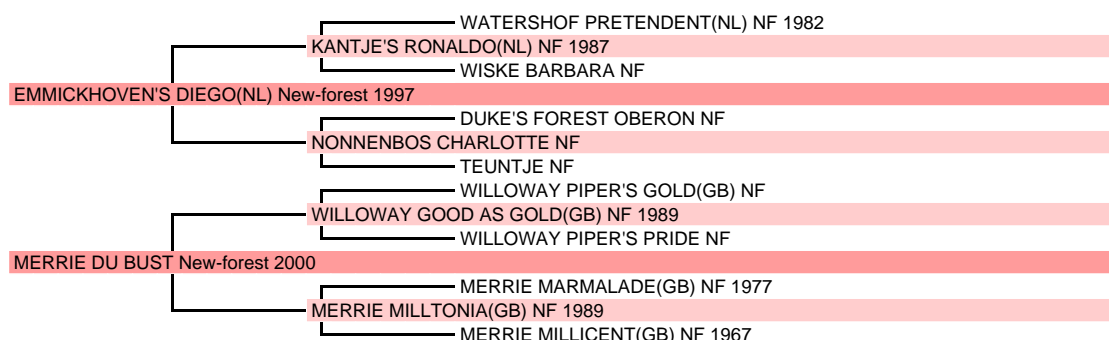 WATERSHOF PRETENDENT(NL) NF 1982
KANTJE'S RONALDO(NL) NF 1987
WISKE BARBARA NF
EMMICKHOVEN'S DIEGO(NL) New-forest 1997
DUKE'S FOREST OBERON NF
NONNENBOS CHARLOTTE NF
TEUNTJE NF
WILLOWAY PIPER'S GOLD(GB) NF
WILLOWAY GOOD AS GOLD(GB) NF 1989
WILLOWAY PIPER'S PRIDE NF
MERRIE DU BUST New-forest 2000
MERRIE MARMALADE(GB) NF 1977
MERRIE MILLTONIA(GB) NF 1989
MERRIE MILLICENT(GB) NF 1967